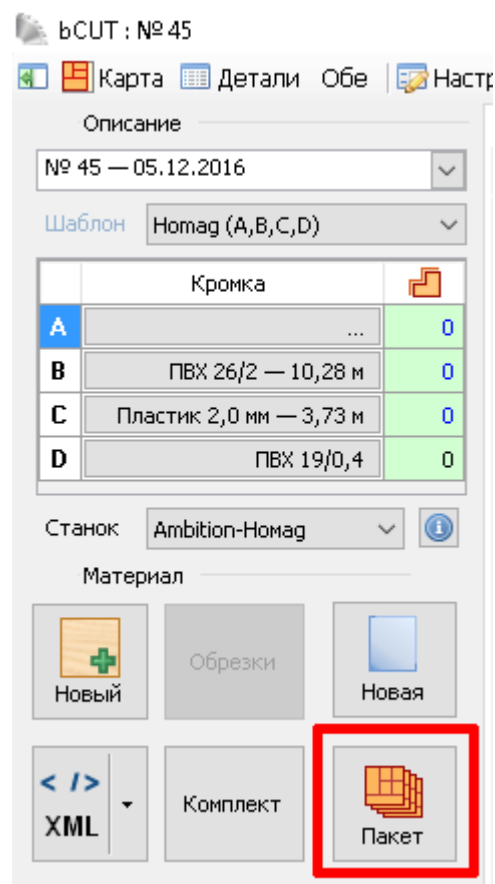 bCUT : № 45
Карта Детали Обе Настр
Описание
№ 45 — 05.12.2016
Шаблон Homag (A,B,C,D)
Кромка
A ... 0
B ПВХ 26/2 — 10,28 м 0
C Пластик 2,0 мм — 3,73 м 0
D ПВХ 19/0,4 0
Станок Ambition-Homag
Материал
Новый Обрезки Новая
</>
XML Комплект Пакет